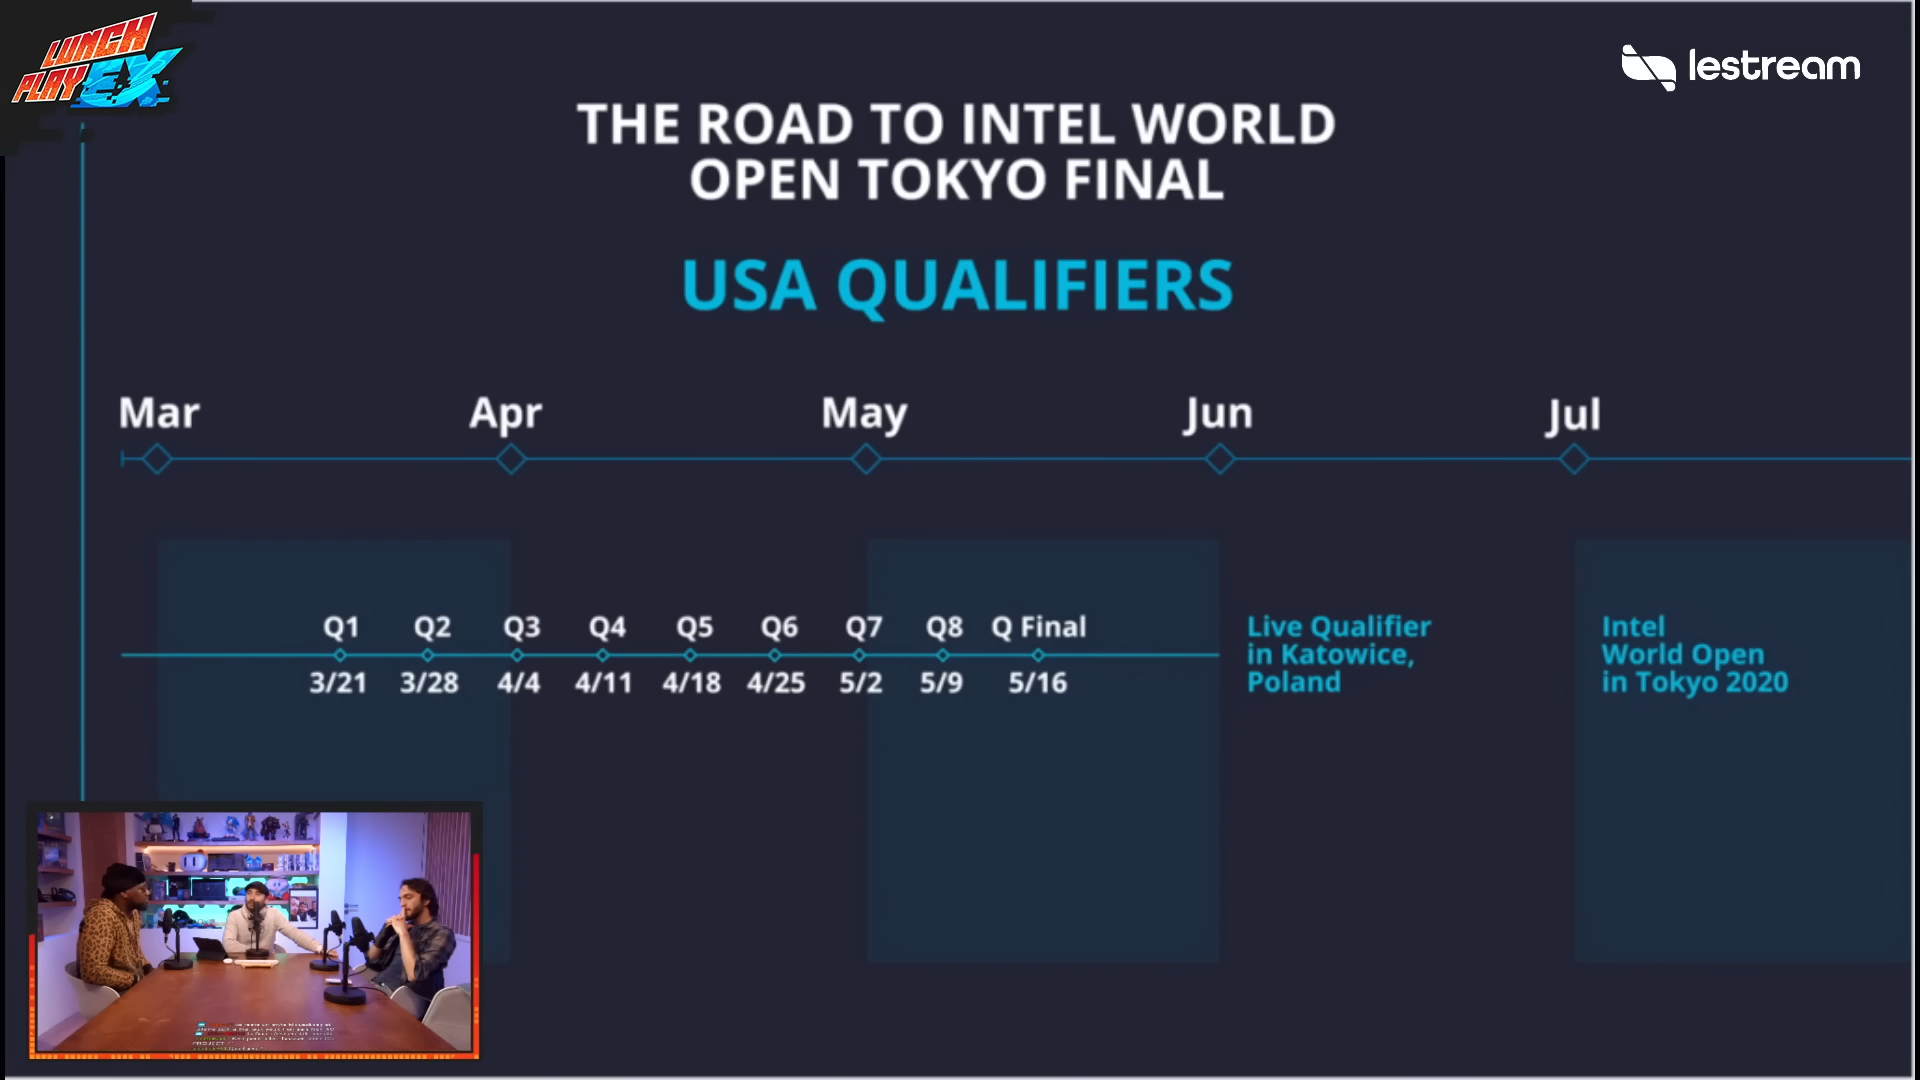 LUNCH
PLAY EX
lestream
THE ROAD TO INTEL WORLD
OPEN TOKYO FINAL
USA QUALIFIERS
Mar Apr May Jun Jul
Q1 Q2 Q3 Q4 Q5 Q6 Q7 Q8 Q Final
3/21 3/28 4/4 4/11 4/18 4/25 5/2 5/9 5/16
Live Qualifier
in Katowice,
Poland
Intel
World Open
in Tokyo 2020